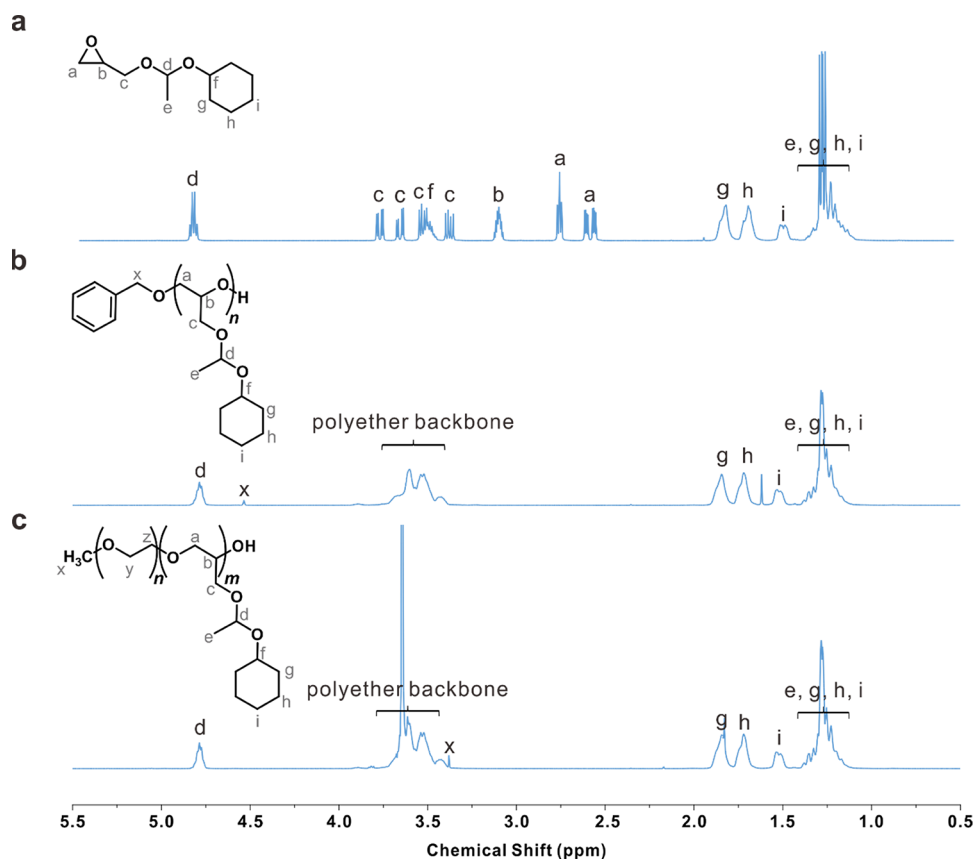 a
O
a
b
c
O
d
e
O
f
g
h
i
d
c
c
c f
c
b
a
a
g
h
i
e, g, h, i
b
x
O
a
b
O
H
n
c
O
d
e
O
f
g
h
i
polyether backbone
d
x
g
h
i
e, g, h, i
c
H₃C
x
O
y
z
n
O
a
b
OH
m
c
O
d
e
O
f
g
h
i
polyether backbone
d
x
g
h
i
e, g, h, i
5.5 5.0 4.5 4.0 3.5 3.0 2.5 2.0 1.5 1.0 0.5
Chemical Shift (ppm)